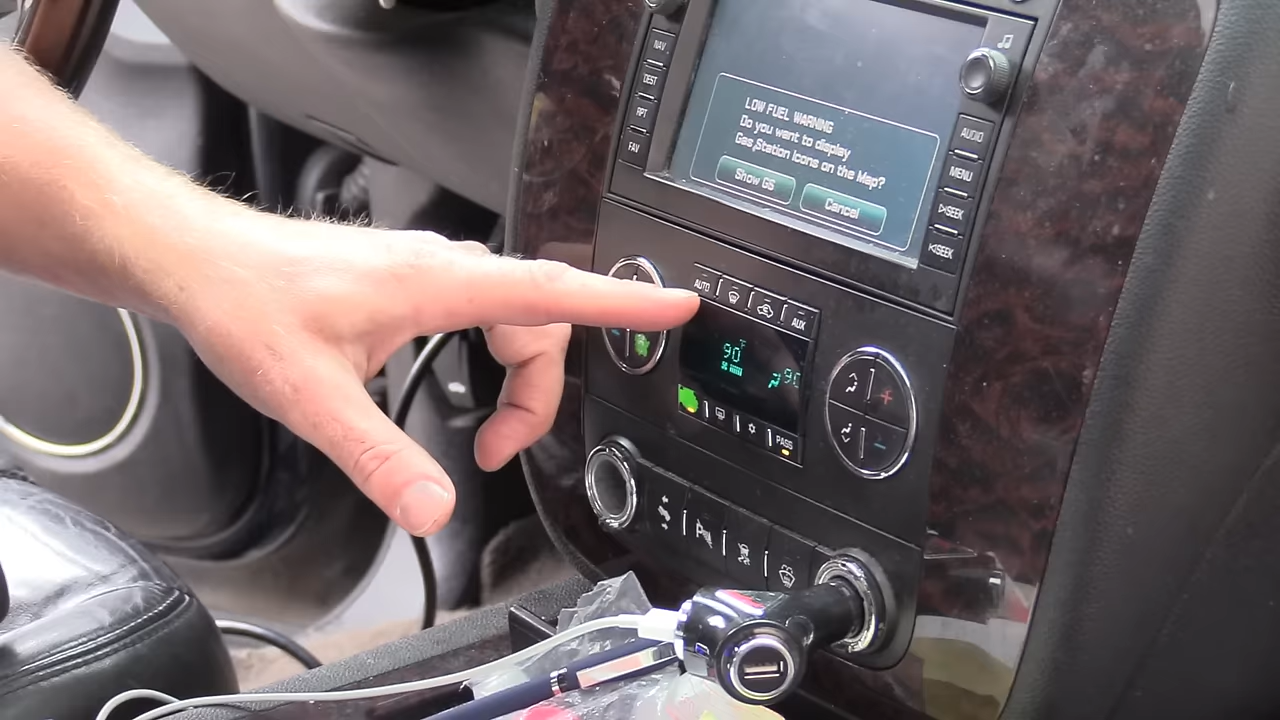 NAV
DEST
RPT
FAV
LOW FUEL WARNING
Do you want to display
Gas Station Icons on the Map?
Show GS
Cancel
AUDIO
MENU
SEEK
SEEK
AUTO
AUX
90
°F
90
PASS